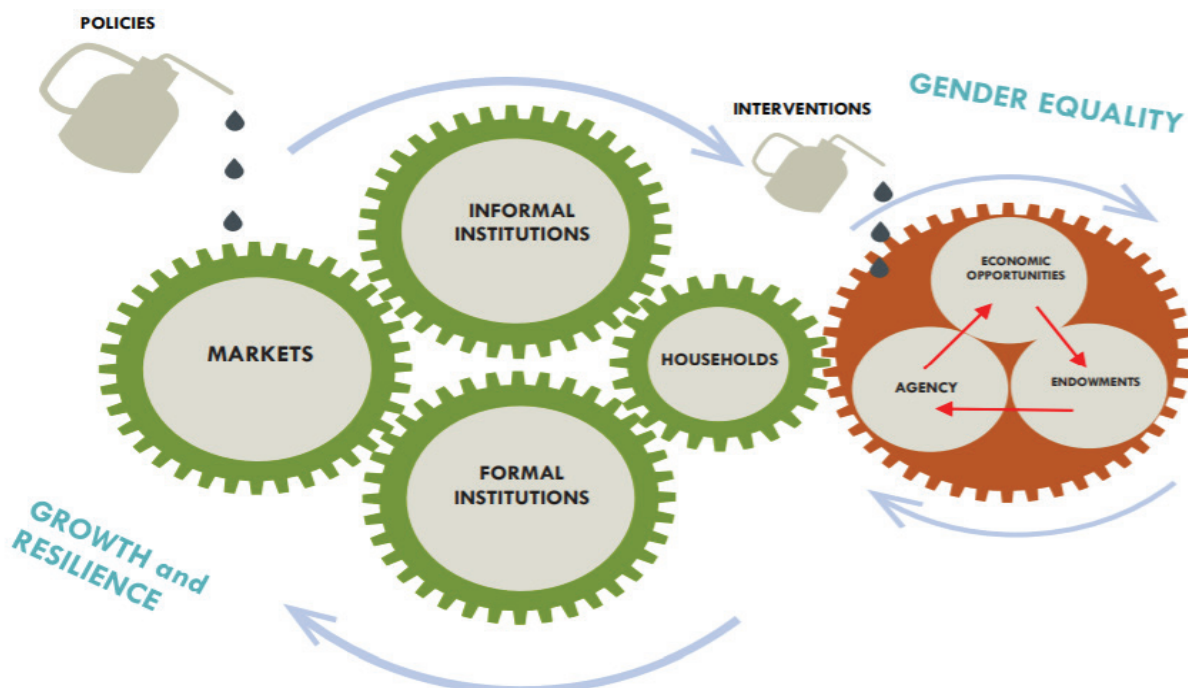 POLICIES
INTERVENTIONS
GENDER EQUALITY
INFORMAL
INSTITUTIONS
ECONOMIC
OPPORTUNITIES
MARKETS
HOUSEHOLDS
AGENCY
ENDOWMENTS
FORMAL
INSTITUTIONS
GROWTH and
RESILIENCE